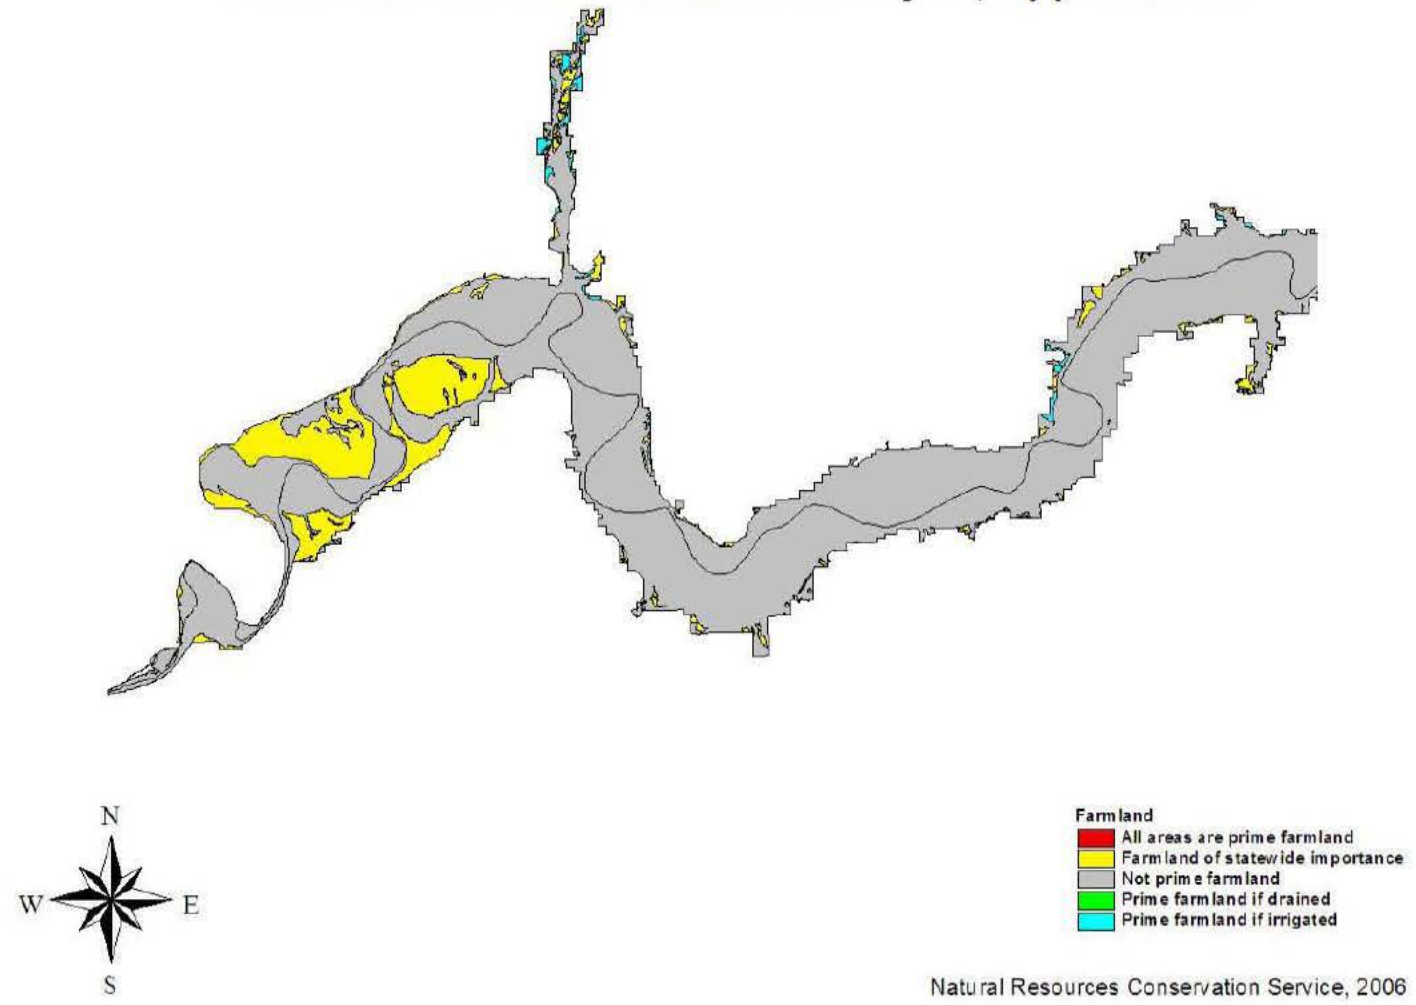 N
W E
S
Farmland
All areas are prime farmland
Farmland of statewide importance
Not prime farmland
Prime farmland if drained
Prime farmland if irrigated
Natural Resources Conservation Service, 2006